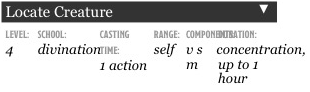 Locate Creature
LEVEL: SCHOOL: CASTING TIME: RANGE: COMPONENTS: DURATION:
4 divination 1 action self v s m concentration, up to 1 hour